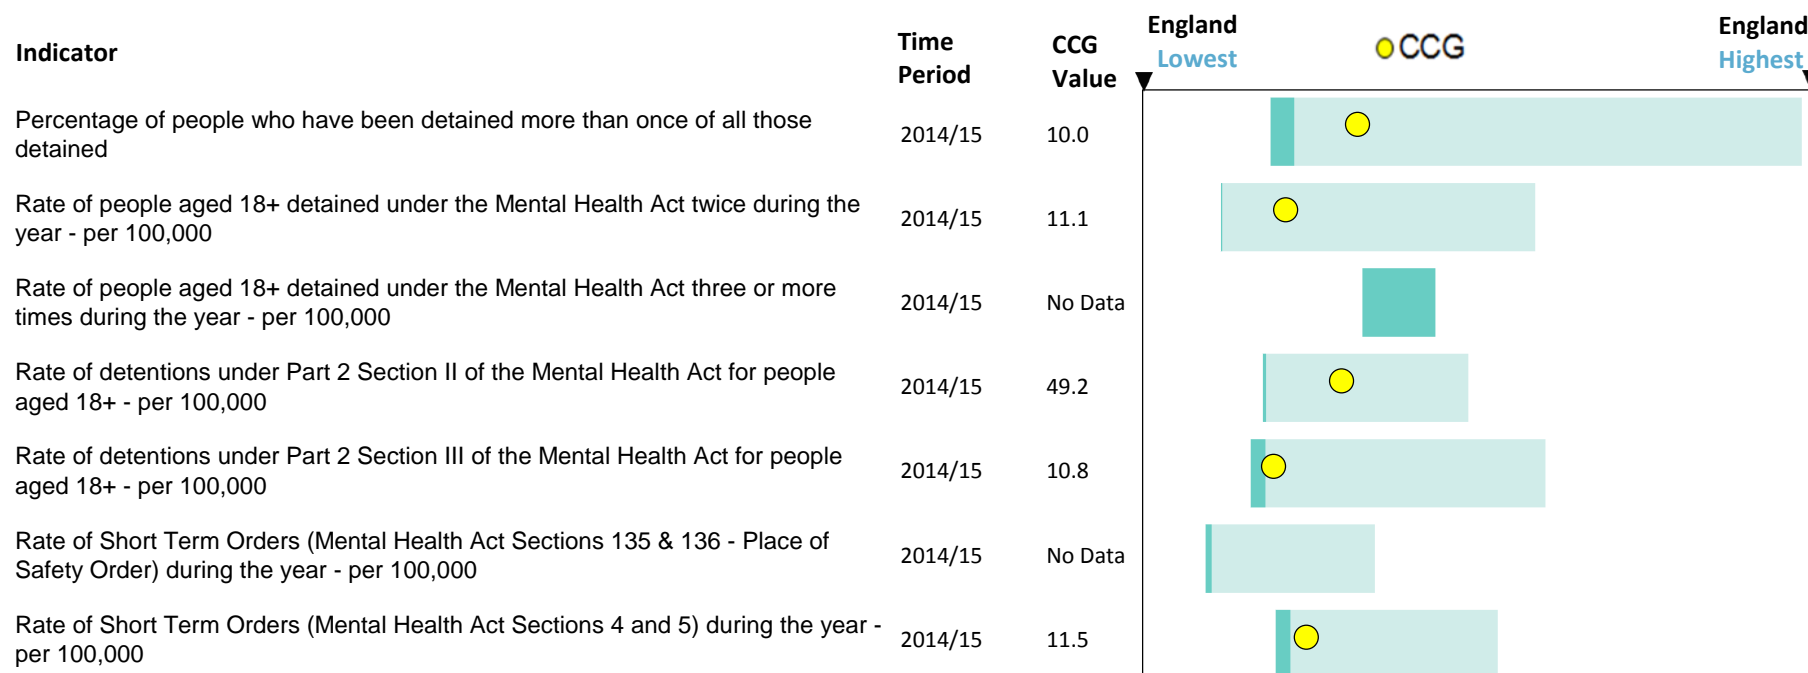 Indicator
Time
Period
CCG
Value
England
Lowest
CCG
England
Highest
Percentage of people who have been detained more than once of all those
detained
2014/15
10.0
Rate of people aged 18+ detained under the Mental Health Act twice during the
year - per 100,000
2014/15
11.1
Rate of people aged 18+ detained under the Mental Health Act three or more
times during the year - per 100,000
2014/15
No Data
Rate of detentions under Part 2 Section II of the Mental Health Act for people
aged 18+ - per 100,000
2014/15
49.2
Rate of detentions under Part 2 Section III of the Mental Health Act for people
aged 18+ - per 100,000
2014/15
10.8
Rate of Short Term Orders (Mental Health Act Sections 135 & 136 - Place of
Safety Order) during the year - per 100,000
2014/15
No Data
Rate of Short Term Orders (Mental Health Act Sections 4 and 5) during the year -
per 100,000
2014/15
11.5